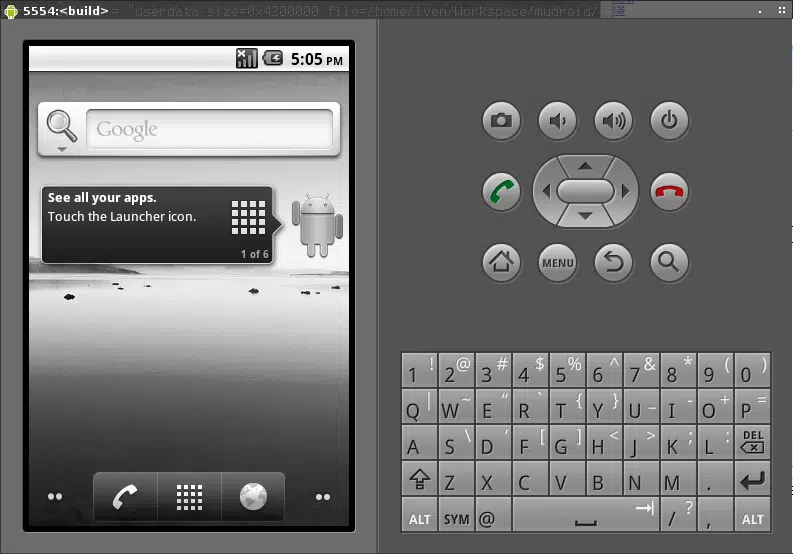 5554:<build> = "userdata.size=0x4200000 file=/home/iven/Workspace/mydroid/
5:05 PM
Google
See all your apps.
Touch the Launcher icon.
1 of 6
MENU
1 ! 2 @ 3 # 4 $ 5 % 6 ^ 7 & 8 * 9 ( 0 )
Q | W ~ E " R ` T { Y } U _ I - O + P =
A S \ D ' F [ G ] H < J > K ; L : DEL
Z X C V B N M .
ALT SYM @ / ? , ALT